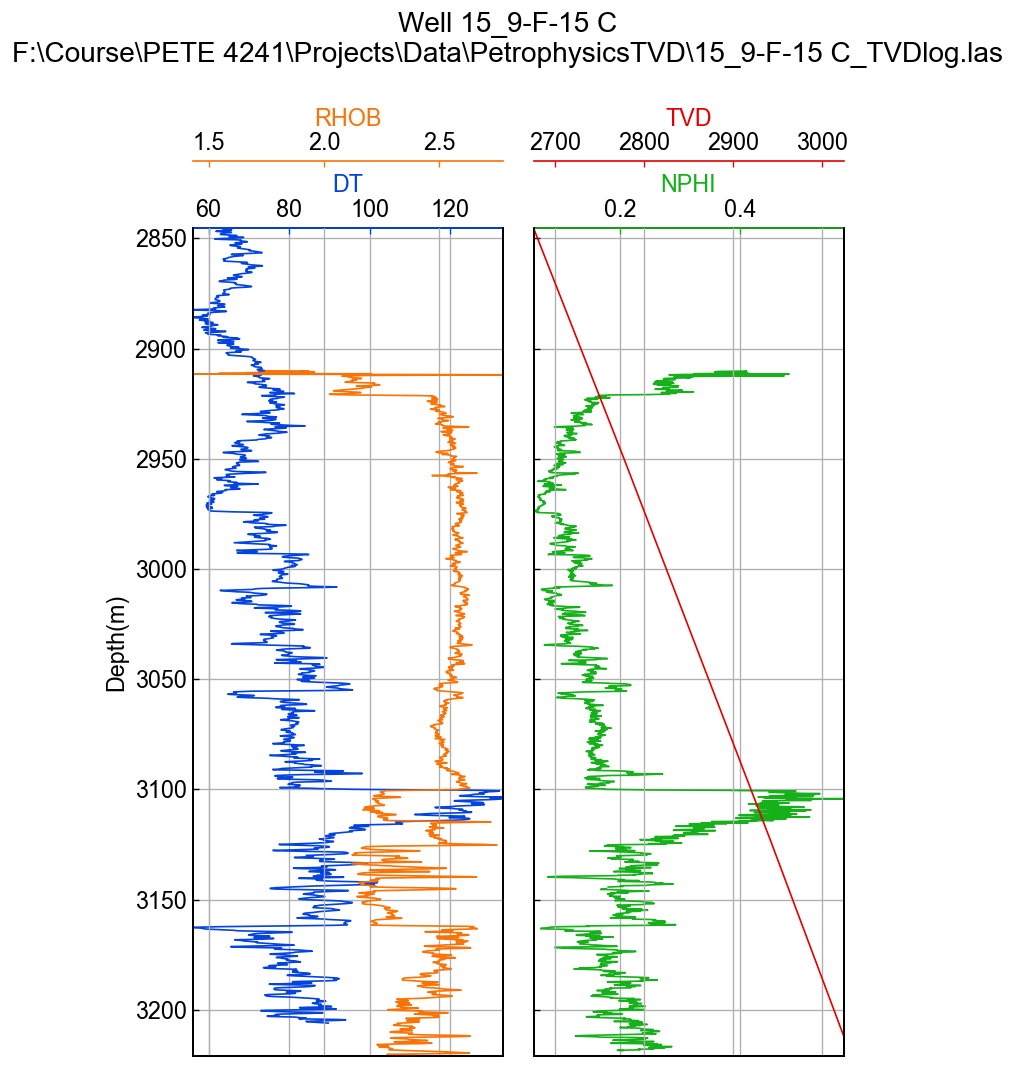 Well 15_9-F-15 C
F:\Course\PETE 4241\Projects\Data\PetrophysicsTVD\15_9-F-15 C_TVDlog.las
RHOB
1.5 2.0 2.5
DT
60 80 100 120
TVD
2700 2800 2900 3000
NPHI
0.2 0.4
Depth(m)
2850
2900
2950
3000
3050
3100
3150
3200